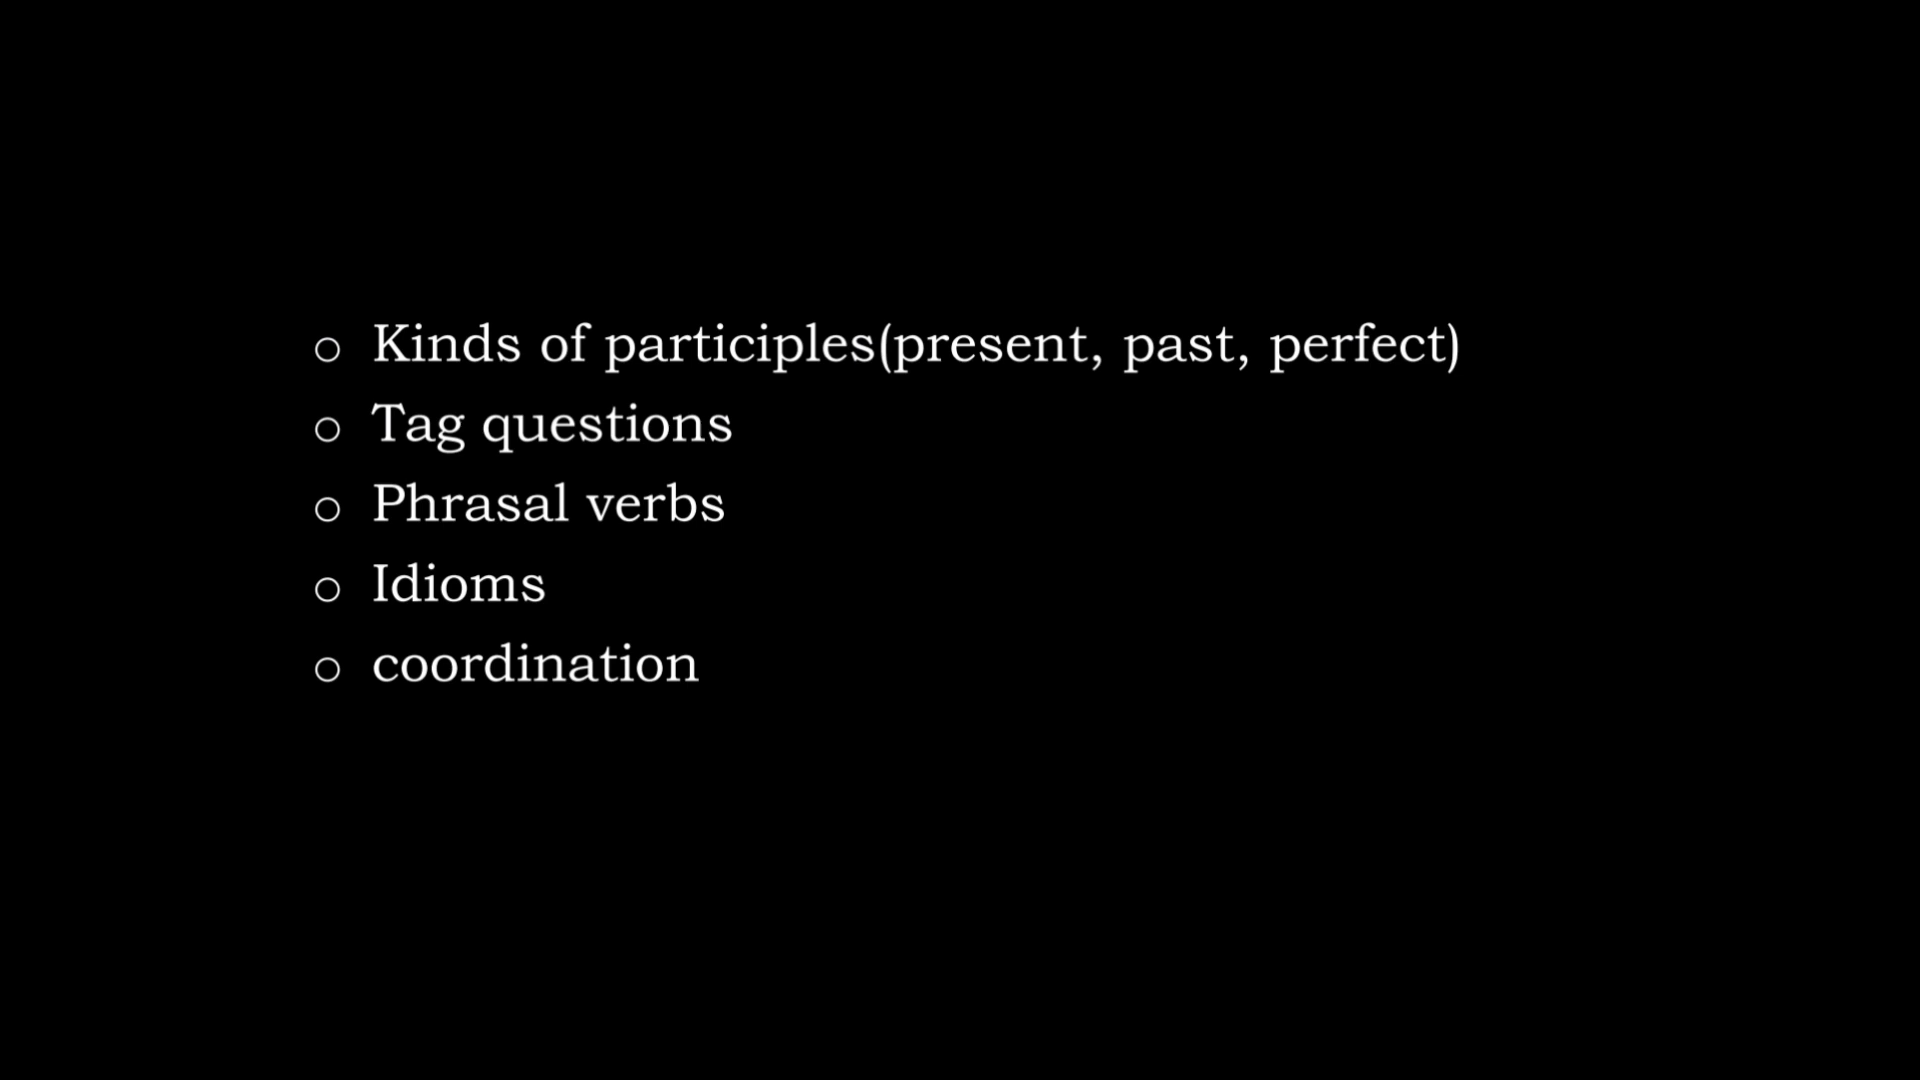 ○ Kinds of participles(present, past, perfect)
○ Tag questions
○ Phrasal verbs
○ Idioms
○ coordination